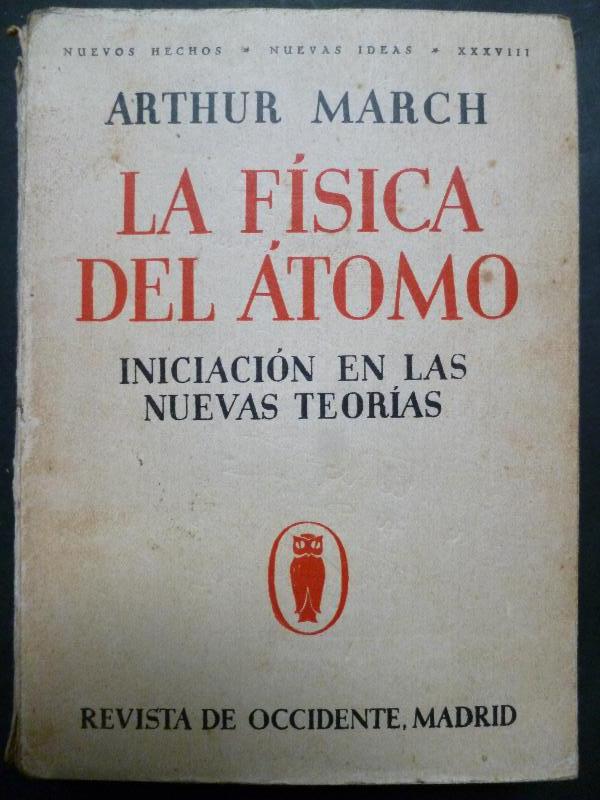 NUEVOS HECHOS * NUEVAS IDEAS * XXXVIII
ARTHUR MARCH
LA FÍSICA
DEL ÁTOMO
INICIACIÓN EN LAS
NUEVAS TEORÍAS
REVISTA DE OCCIDENTE, MADRID